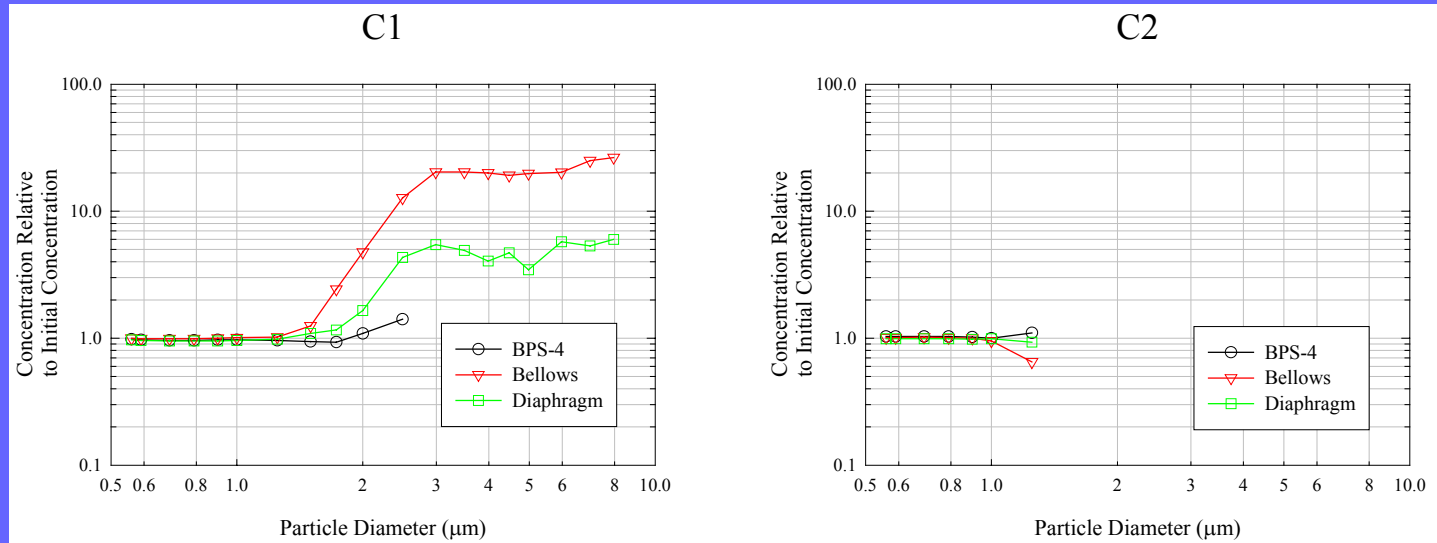 C1
100.0
10.0
1.0
0.1
Concentration Relative
to Initial Concentration
BPS-4
Bellows
Diaphragm
0.5 0.6 0.8 1.0 2 3 4 5 6 8 10.0
Particle Diameter (μm)
C2
100.0
10.0
1.0
0.1
Concentration Relative
to Initial Concentration
BPS-4
Bellows
Diaphragm
0.5 0.6 0.8 1.0 2 3 4 5 6 8 10.0
Particle Diameter (μm)